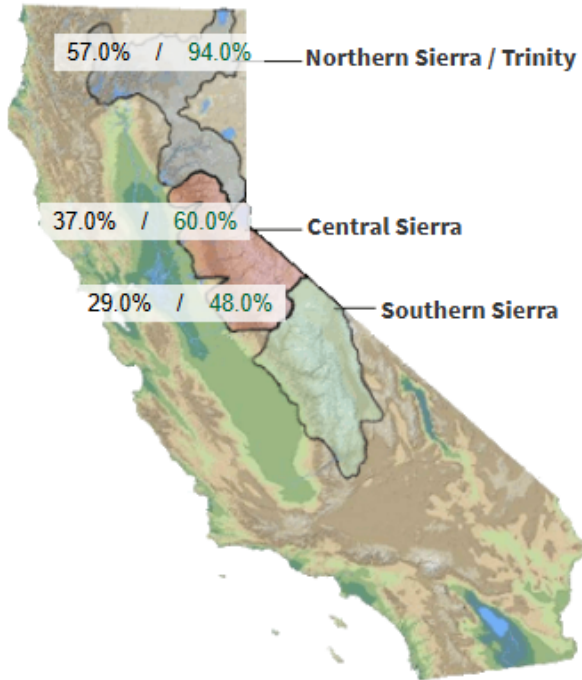 57.0% / 94.0%
Northern Sierra / Trinity
37.0% / 60.0%
Central Sierra
29.0% / 48.0%
Southern Sierra